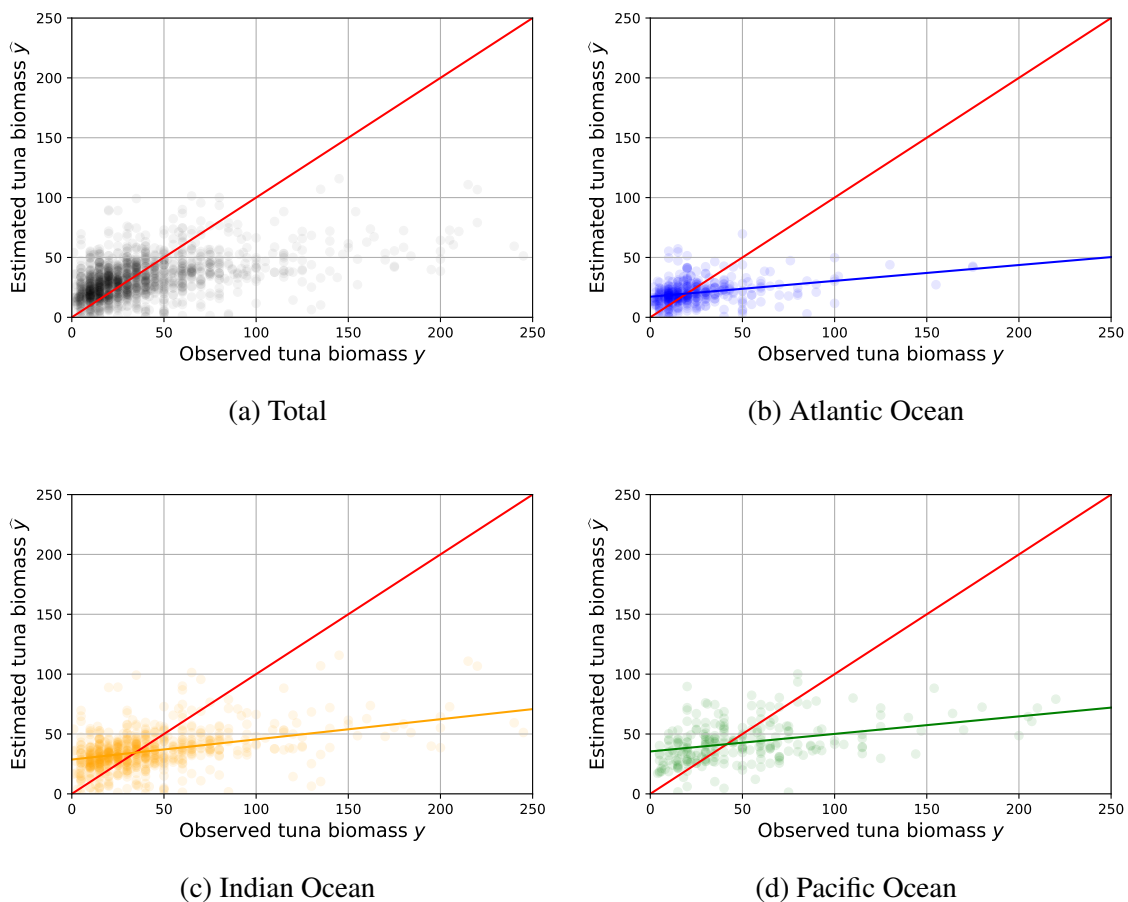 250
200
150
100
50
0
Estimated tuna biomass ŷ
0 50 100 150 200 250
Observed tuna biomass y
(a) Total
250
200
150
100
50
0
Estimated tuna biomass ŷ
0 50 100 150 200 250
Observed tuna biomass y
(b) Atlantic Ocean
250
200
150
100
50
0
Estimated tuna biomass ŷ
0 50 100 150 200 250
Observed tuna biomass y
(c) Indian Ocean
250
200
150
100
50
0
Estimated tuna biomass ŷ
0 50 100 150 200 250
Observed tuna biomass y
(d) Pacific Ocean